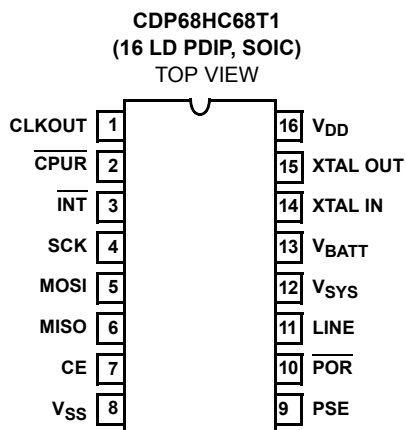 CDP68HC68T1
(16 LD PDIP, SOIC)
TOP VIEW
CLKOUT 1 16 VDD
CPUR 2 15 XTAL OUT
INT 3 14 XTAL IN
SCK 4 13 VBATT
MOSI 5 12 VSYS
MISO 6 11 LINE
CE 7 10 POR
VSS 8 9 PSE